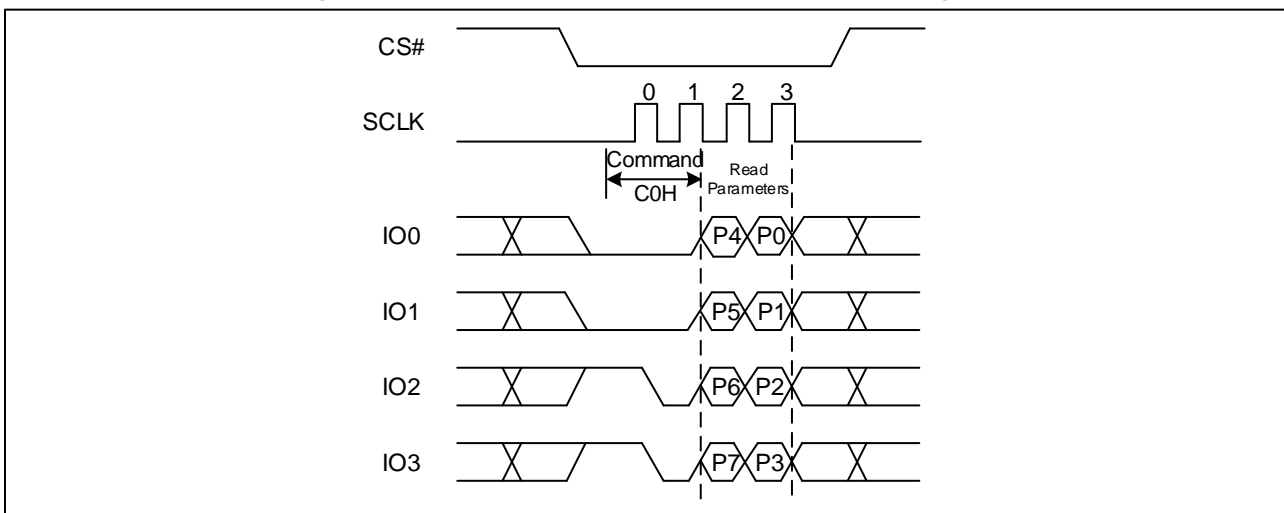 CS#
0 1 2 3
SCLK
Command
Read
Parameters
C0H
IO0
P4 P0
IO1
P5 P1
IO2
P6 P2
IO3
P7 P3